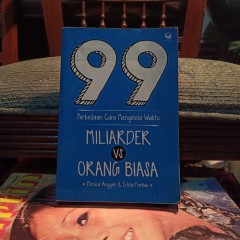 99
Perbedaan Cara Mengelola Waktu
MILIARDER
VS
ORANG BIASA